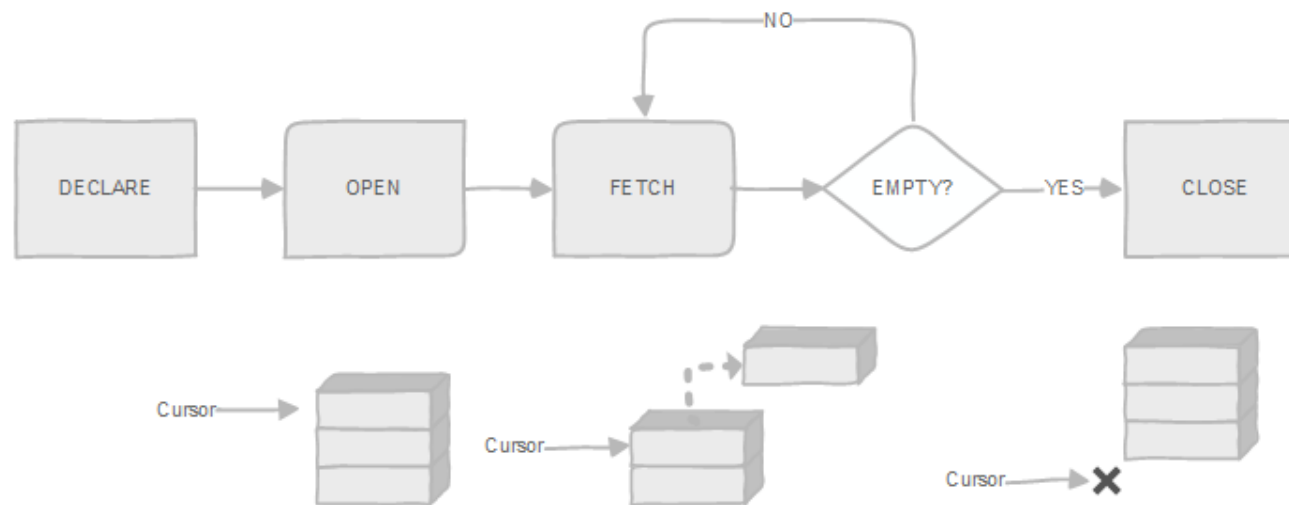 NO
DECLARE
OPEN
FETCH
EMPTY?
YES
CLOSE
Cursor
Cursor
Cursor